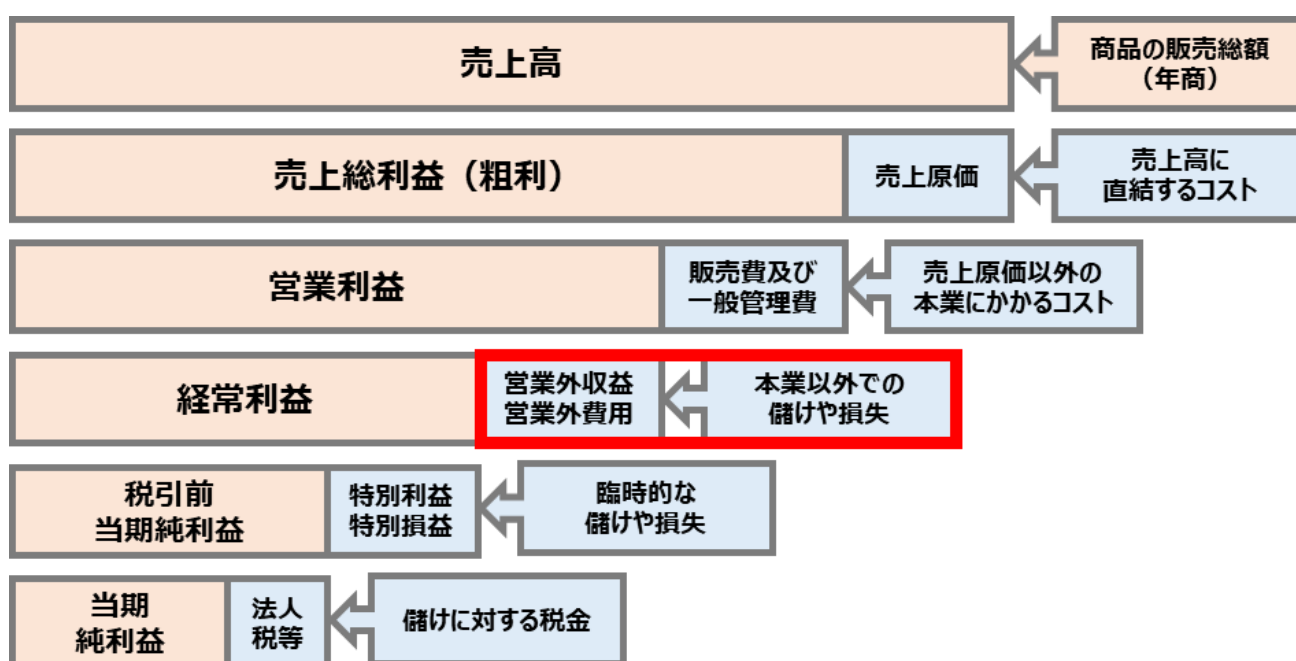 売上高
商品の販売総額
（年商）
売上総利益（粗利）
売上原価
売上高に
直結するコスト
営業利益
販売費及び
一般管理費
売上原価以外の
本業にかかるコスト
経常利益
営業外収益
営業外費用
本業以外での
儲けや損失
税引前
当期純利益
特別利益
特別損益
臨時的な
儲けや損失
当期
純利益
法人
税等
儲けに対する税金